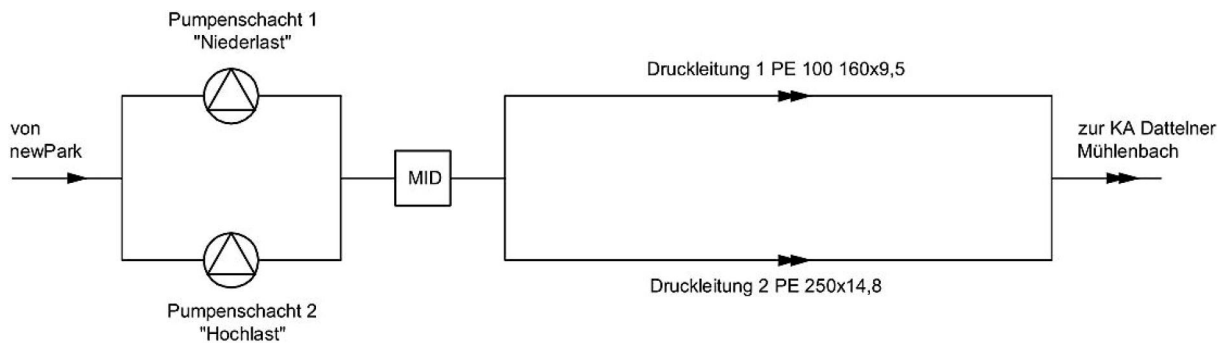 Pumpenschacht 1
"Niederlast"
Druckleitung 1 PE 100 160x9,5
von
newPark
zur KA Dattelner
Mühlenbach
MID
Druckleitung 2 PE 250x14,8
Pumpenschacht 2
"Hochlast"